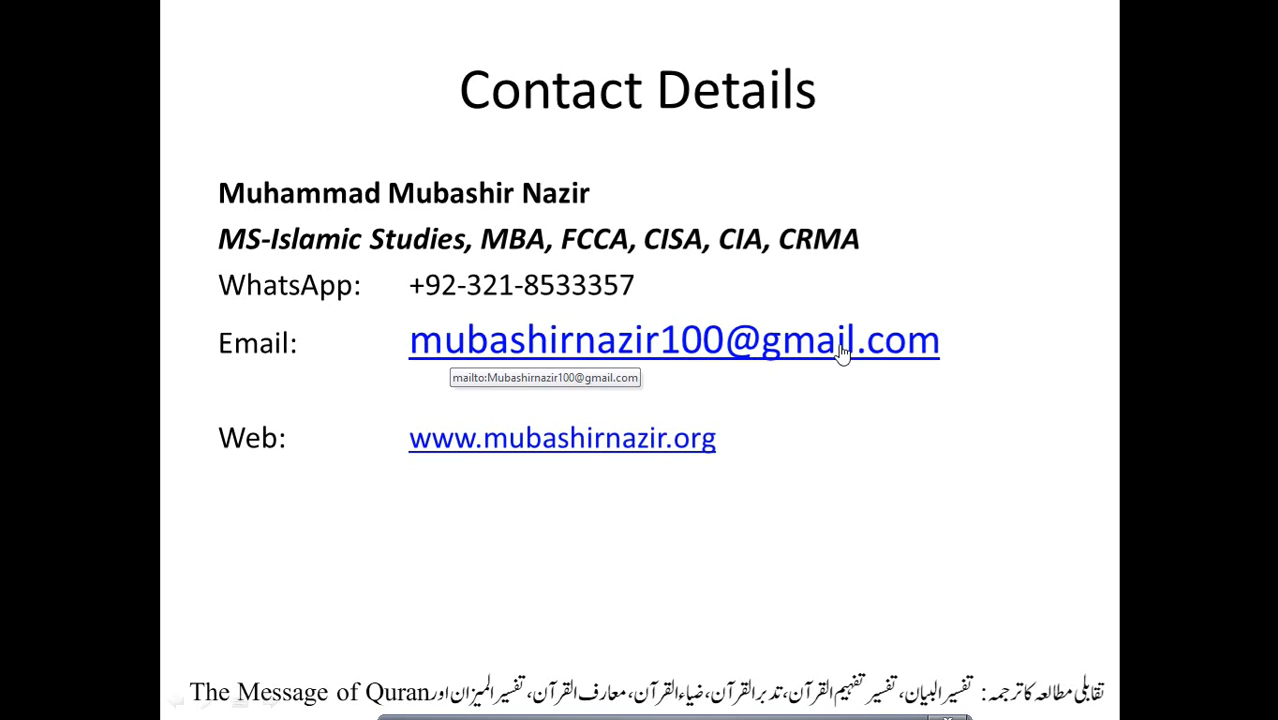 Contact Details
Muhammad Mubashir Nazir
MS-Islamic Studies, MBA, FCCA, CISA, CIA, CRMA
WhatsApp: +92-321-8533357
Email: mubashirnazir100@gmail.com
mailto:Mubashirnazir100@gmail.com
Web: www.mubashirnazir.org
تقابلی مطالعہ کا ترجمہ: تفسیر البیان، تفسیر تفہیم القرآن، تدبر القرآن، ضیاء القرآن، معارف القرآن، تفسیر المیزان اور The Message of Quran